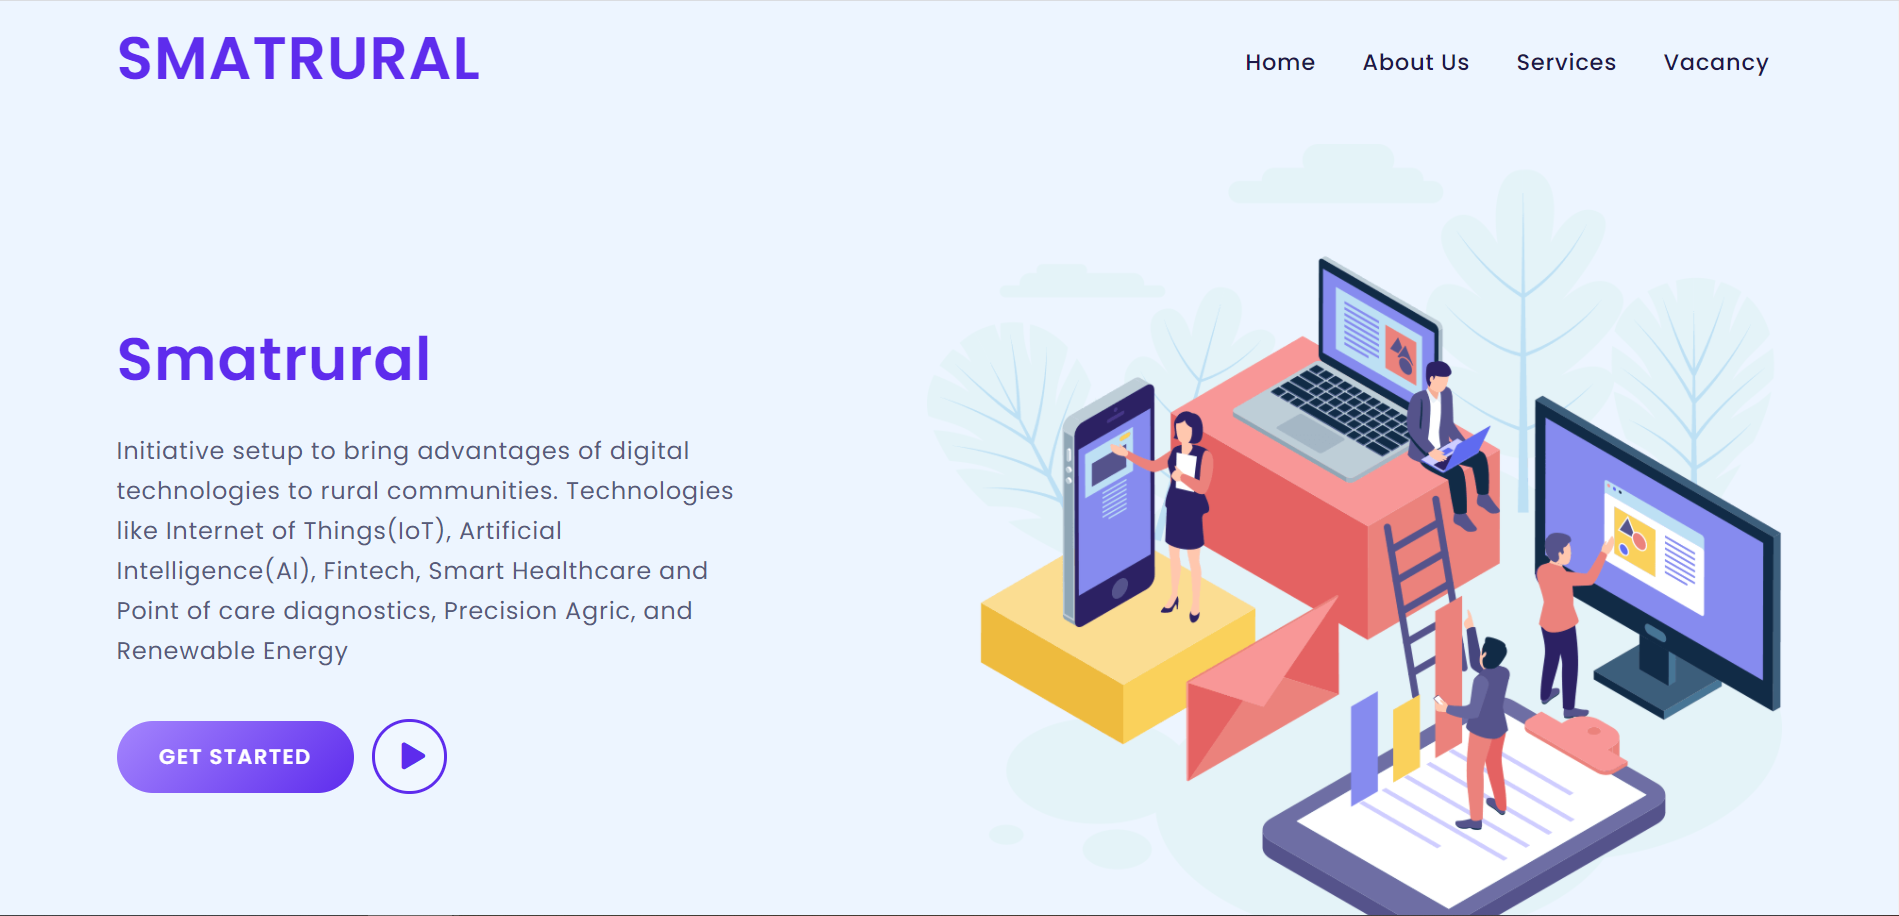 SMATRURAL
Home About Us Services Vacancy
Smatrural
Initiative setup to bring advantages of digital
technologies to rural communities. Technologies
like Internet of Things(IoT), Artificial
Intelligence(AI), Fintech, Smart Healthcare and
Point of care diagnostics, Precision Agric, and
Renewable Energy
GET STARTED